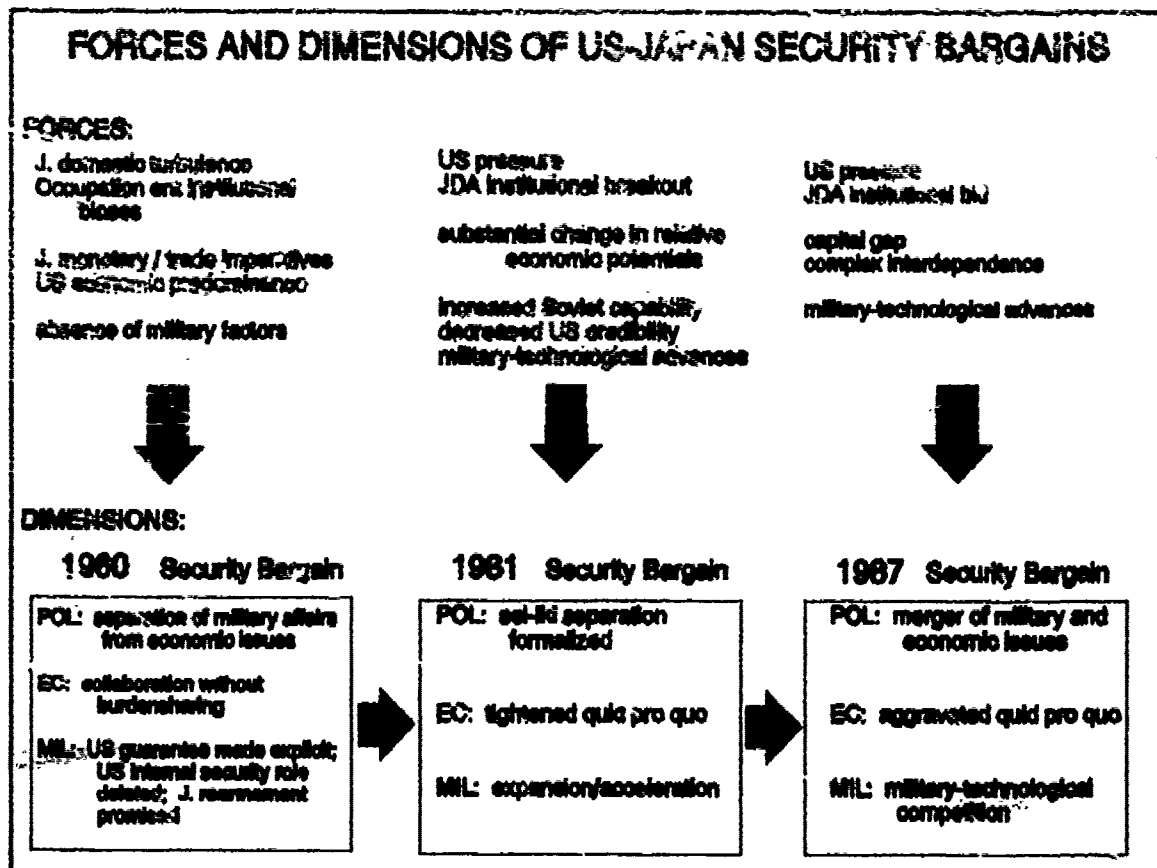 FORCES AND DIMENSIONS OF US-JAPAN SECURITY BARGAINS
FORCES:
J. domestic turbulence
Occupation era institutional
biases
J. monetary / trade imperatives
US economic predominance
absence of military factors
US pressure
JDA institutional breakout
substantial change in relative
economic potentials
increased Soviet capability,
decreased US credibility
military-technological advances
US pressure
JDA institutional bid
capital gap
complex interdependence
military-technological advances
DIMENSIONS:
1960 Security Bargain
POL: separation of military affairs
from economic issues
EC: collaboration without
burdensharing
MIL: US guarantee made explicit;
US internal security role
deleted; J. rearmament
promised
1981 Security Bargain
POL: sei-kei separation
formalized
EC: tightened quid pro quo
MIL: expansion/acceleration
1987 Security Bargain
POL: merger of military and
economic issues
EC: aggravated quid pro quo
MIL: military-technological
competition